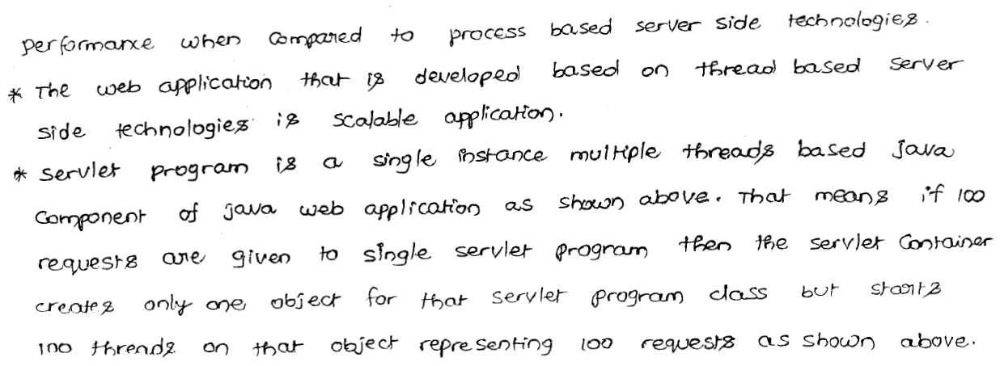 performance when compared to process based server side technologies.
* The web application that is developed based on thread based server
side technologies is scalable application.
* servlet program is a single instance multiple threads based Java
component of java web application as shown above. That means if 100
requests are given to single servlet program then the servlet container
creates only one object for that servlet program class but starts
100 threads on that object representing 100 requests as shown above.